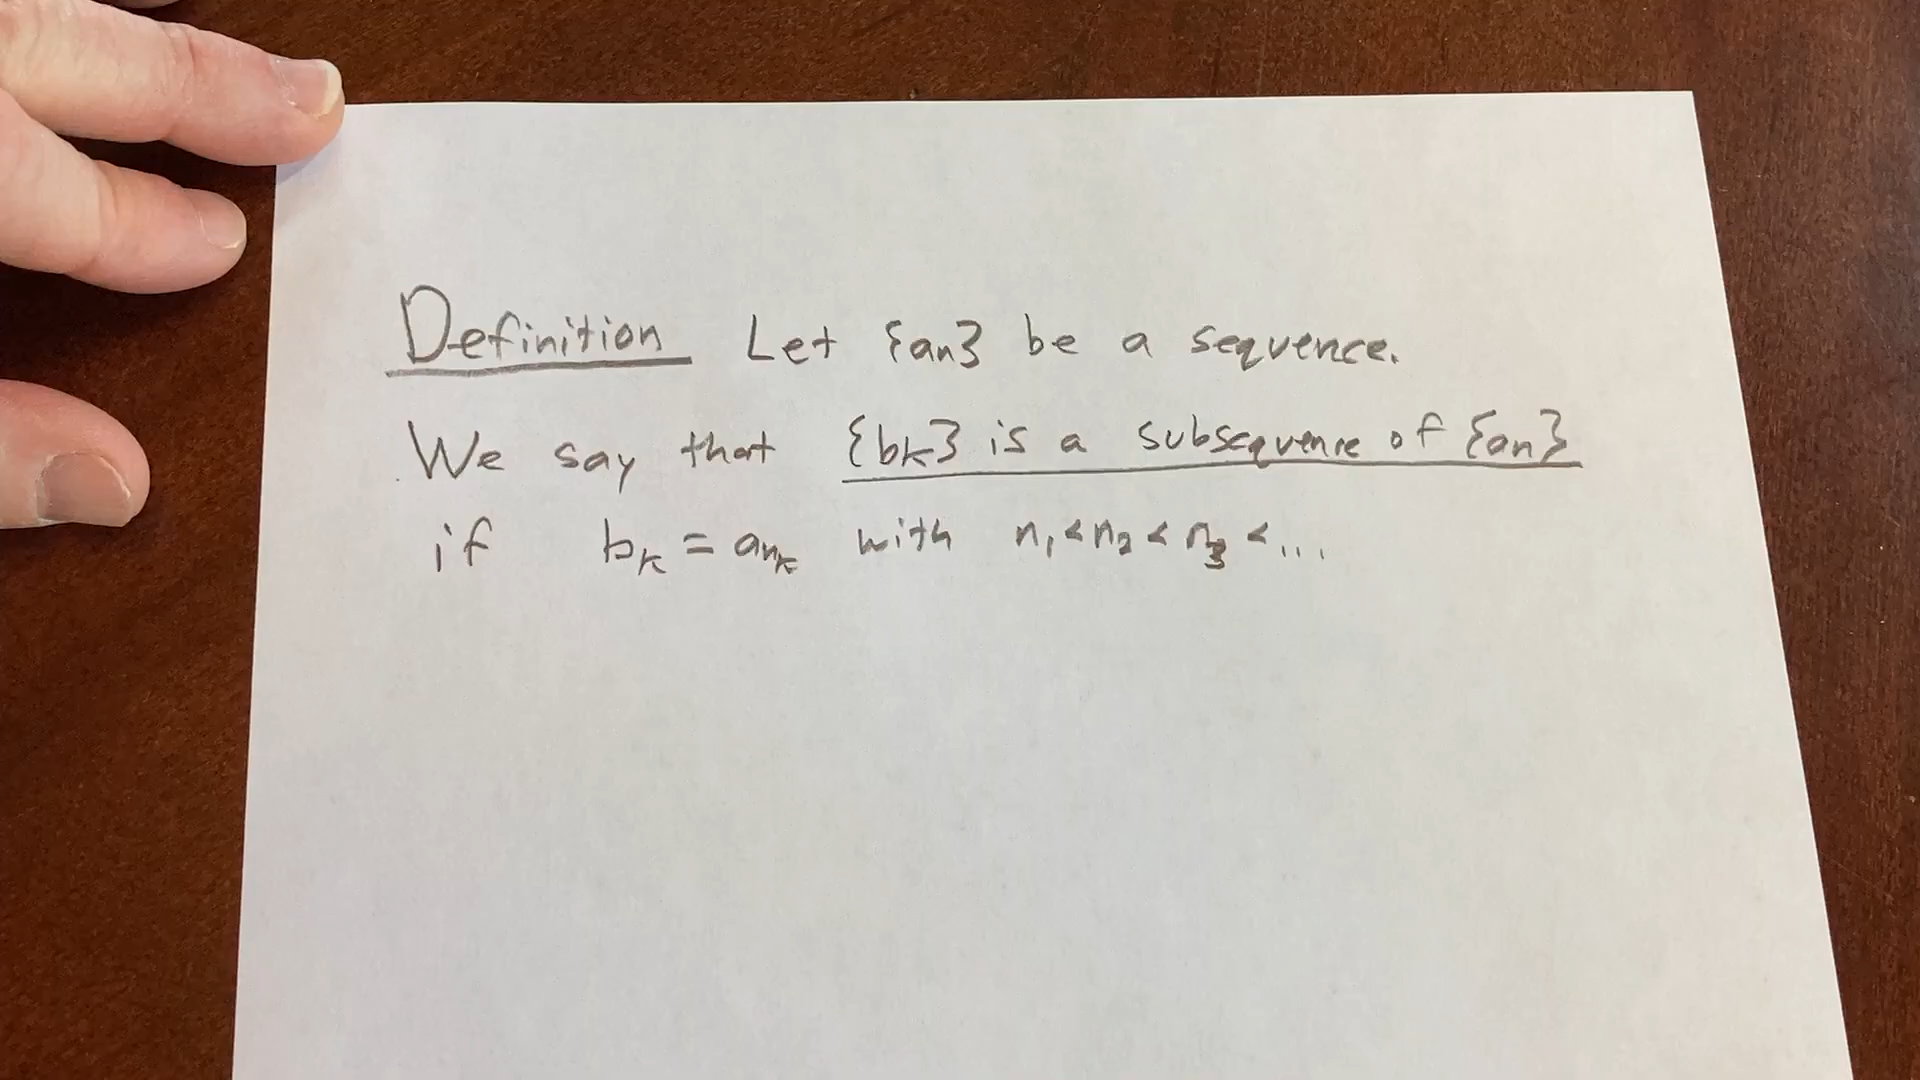 Definition Let {an} be a sequence.
We say that {bk} is a subsequence of {an}
if bk = ank with n1 < n2 < n3 < ...